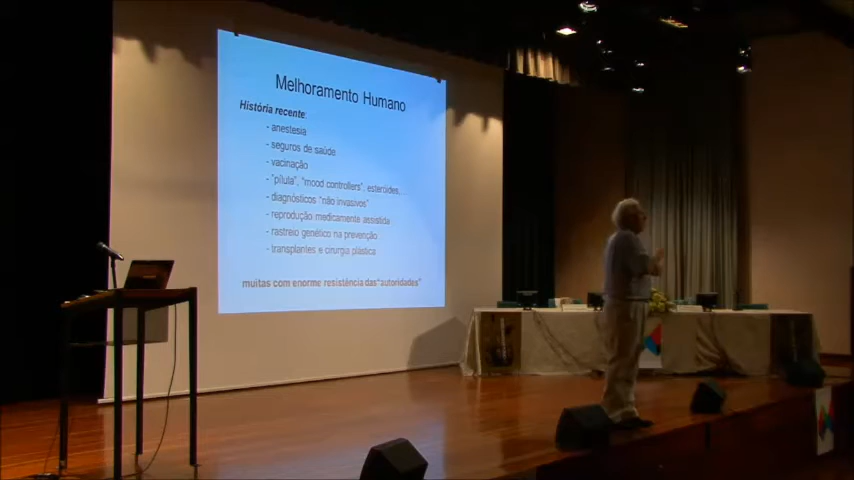 Melhoramento Humano
História recente:
- anestesia
- seguros de saúde
- vacinação
- "pílula", "mood controllers", esteróides,...
- diagnósticos "não invasivos"
- reprodução medicamente assistida
- rastreio genético na prevenção
- transplantes e cirurgia plástica
muitas com enorme resistência das "autoridades"